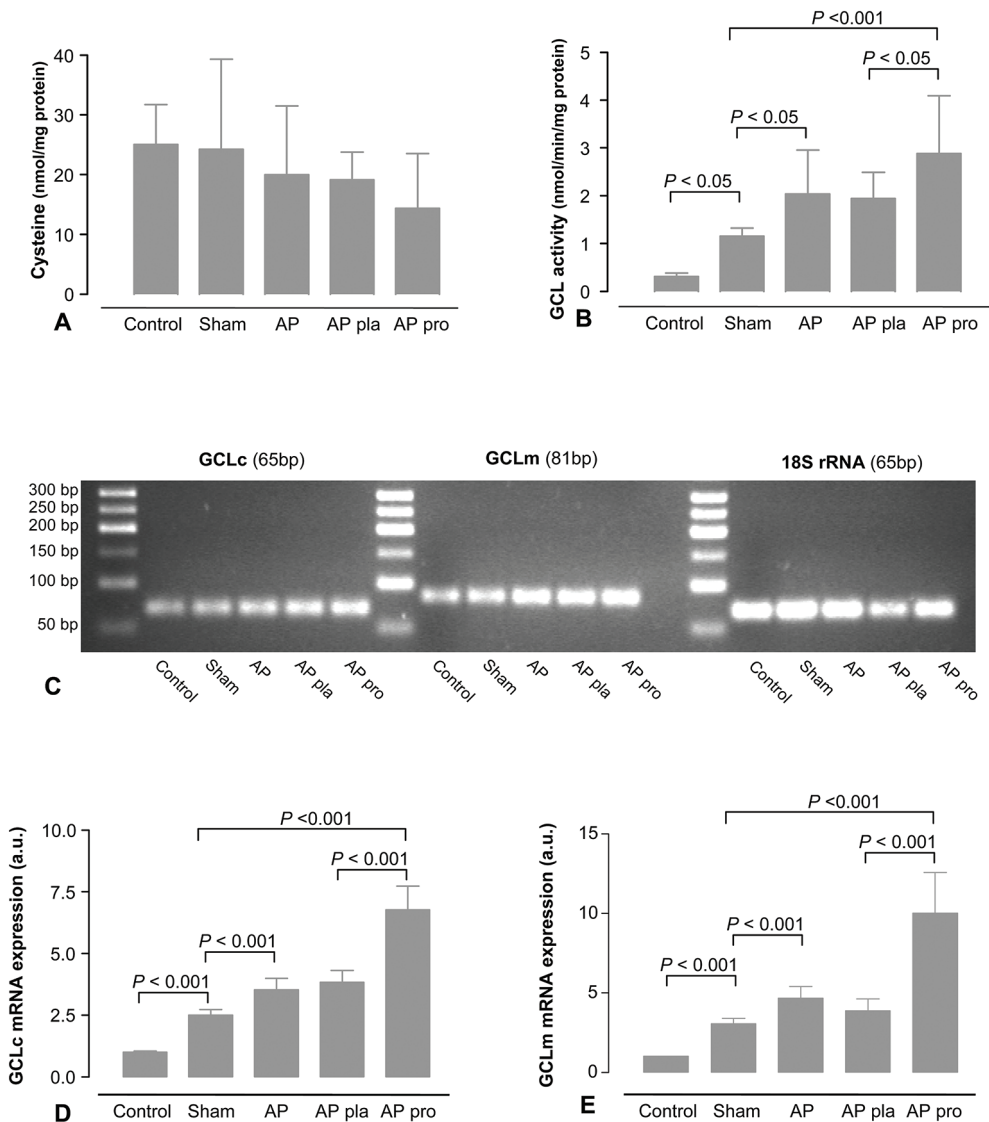 Cysteine (nmol/mg protein)
40
30
20
10
0
A
Control Sham AP AP pla AP pro
GCL activity (nmol/min/mg protein)
5
4
3
2
1
0
P <0.001
P < 0.05
P < 0.05
P < 0.05
B
Control Sham AP AP pla AP pro
GCLc (65bp) GCLm (81bp) 18S rRNA (65bp)
300 bp
250 bp
200 bp
150 bp
100 bp
50 bp
Control Sham AP AP pla AP pro Control Sham AP AP pla AP pro Control Sham AP AP pla AP pro
C
GCLc mRNA expression (a.u.)
10.0
7.5
5.0
2.5
0.0
P <0.001
P < 0.001
P < 0.001
P < 0.001
D
Control Sham AP AP pla AP pro
GCLm mRNA expression (a.u.)
15
10
5
0
P <0.001
P < 0.001
P < 0.001
P < 0.001
E
Control Sham AP AP pla AP pro